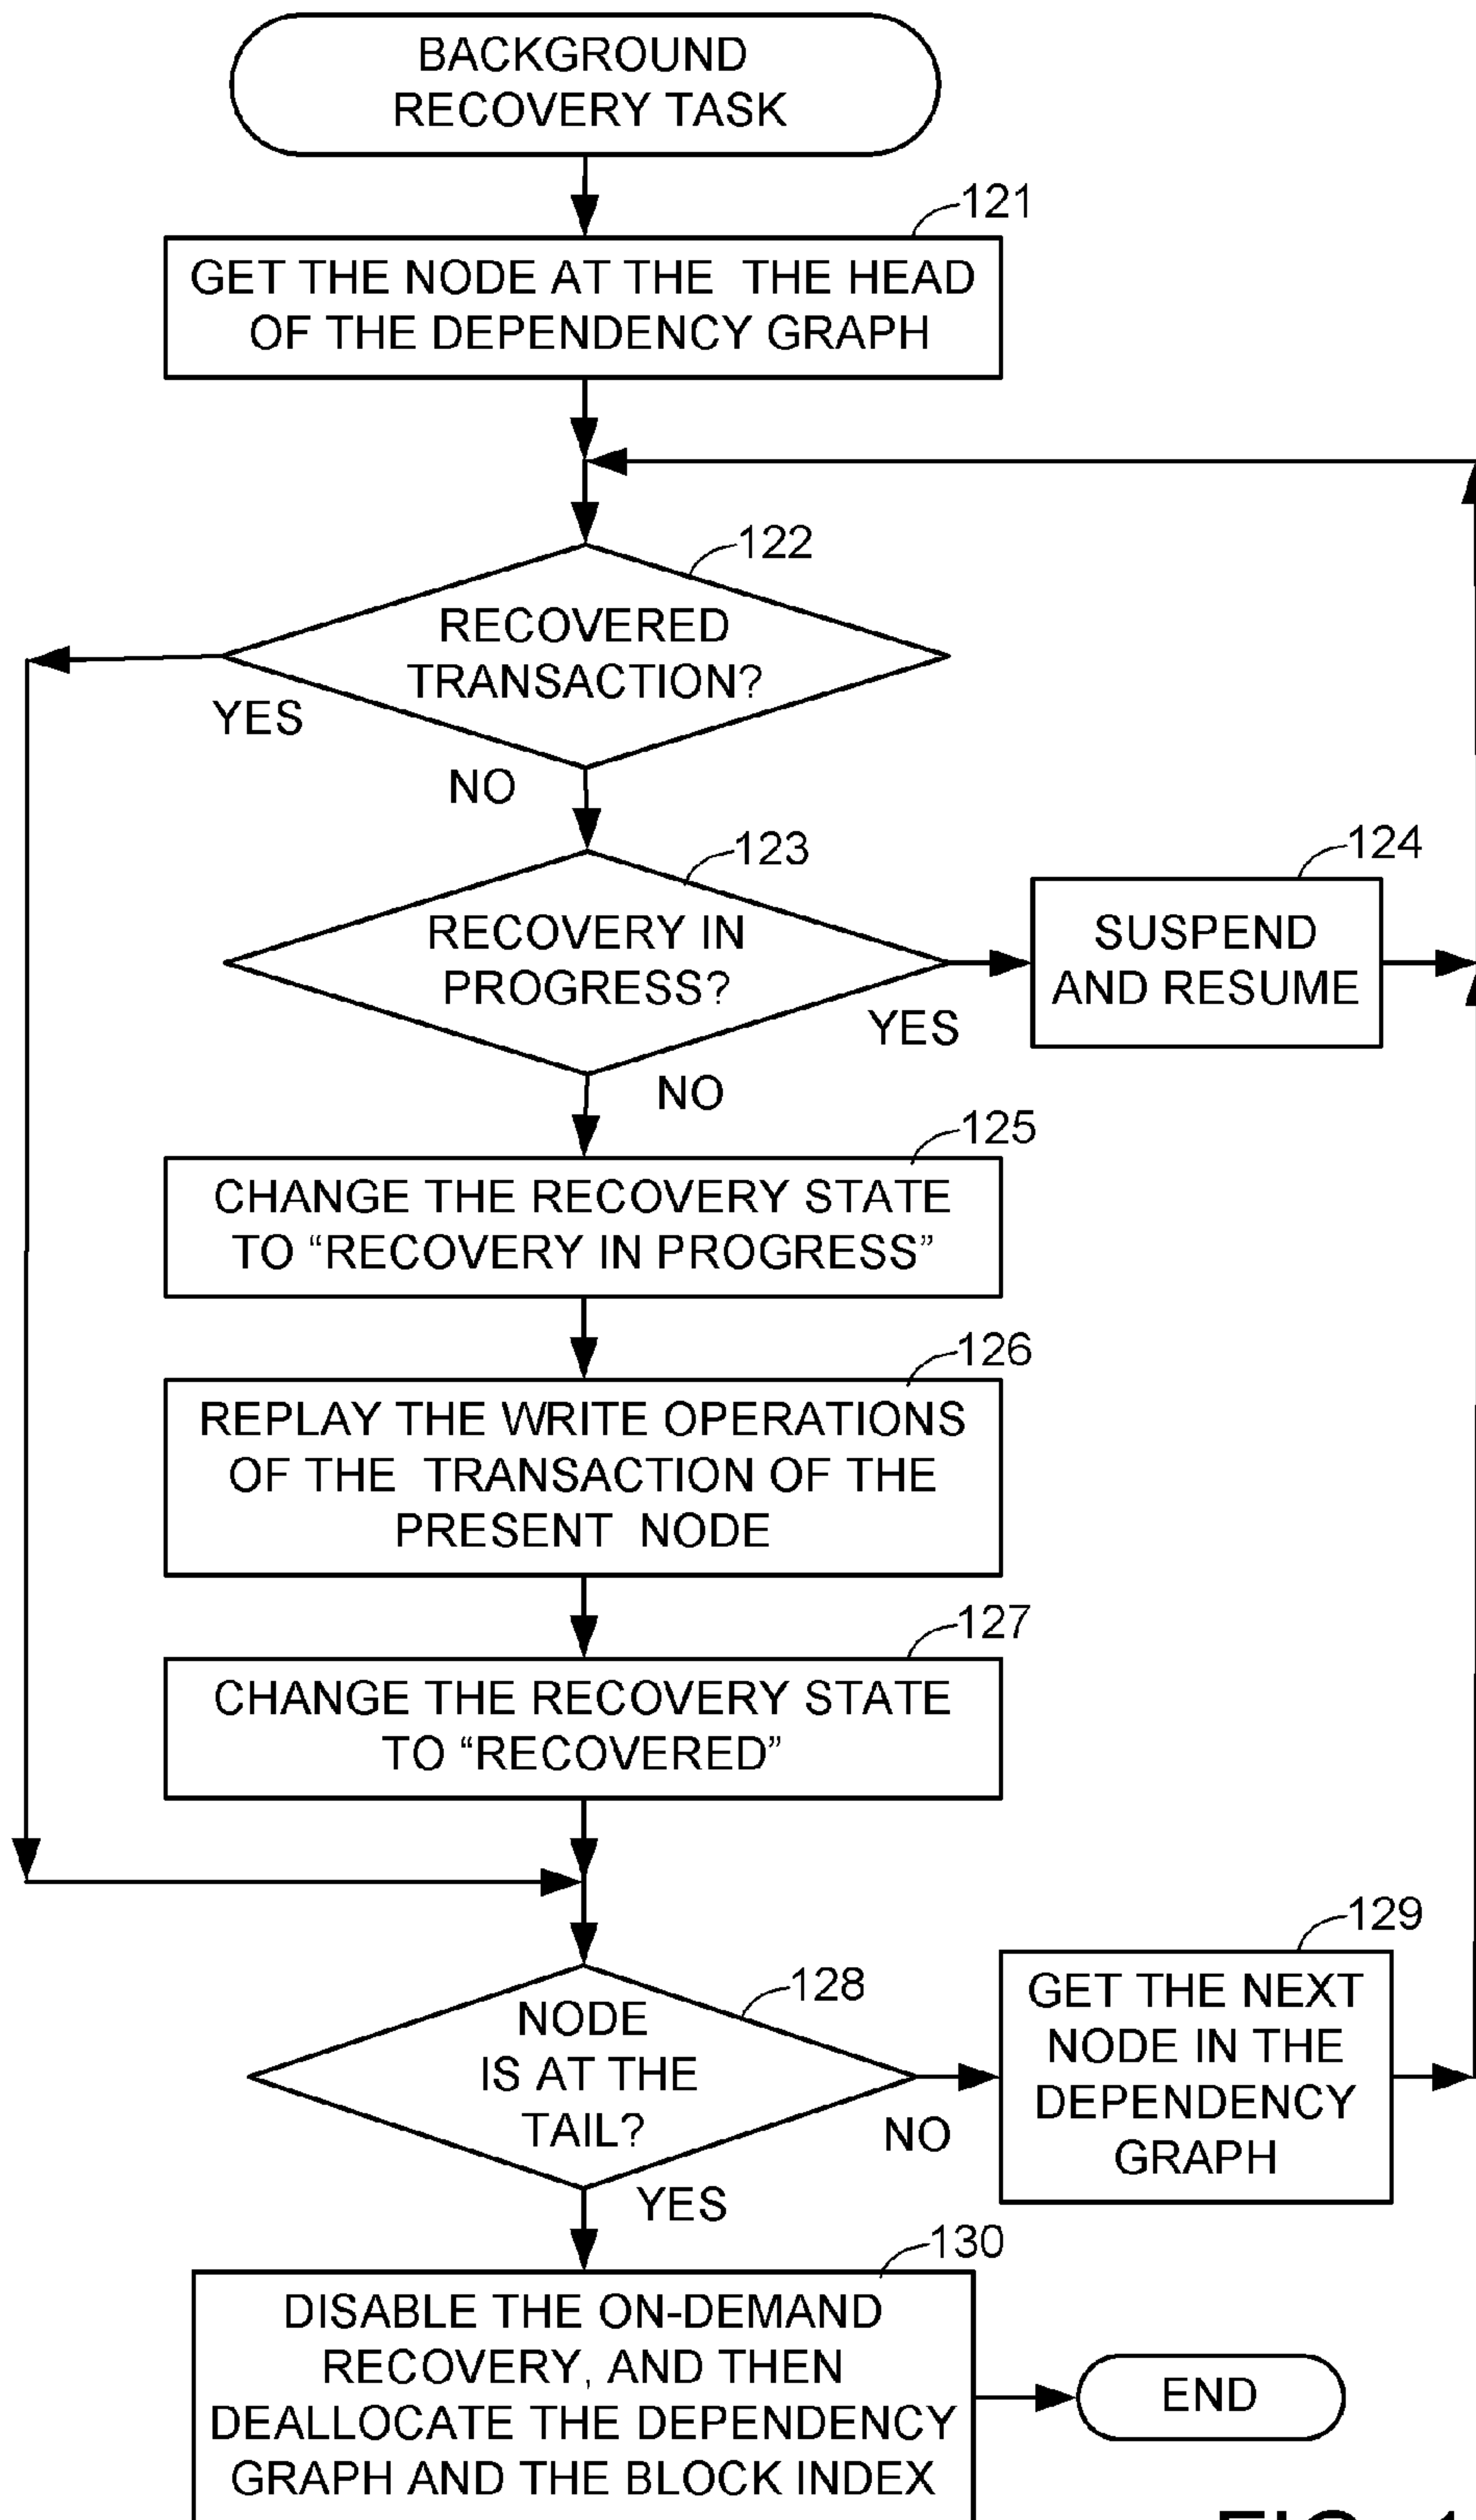 BACKGROUND
RECOVERY TASK
121
GET THE NODE AT THE THE HEAD
OF THE DEPENDENCY GRAPH
122
RECOVERED
TRANSACTION?
YES
NO
123
RECOVERY IN
PROGRESS?
YES
NO
124
SUSPEND
AND RESUME
125
CHANGE THE RECOVERY STATE
TO “RECOVERY IN PROGRESS”
126
REPLAY THE WRITE OPERATIONS
OF THE TRANSACTION OF THE
PRESENT NODE
127
CHANGE THE RECOVERY STATE
TO “RECOVERED”
128
NODE
IS AT THE
TAIL?
NO
YES
129
GET THE NEXT
NODE IN THE
DEPENDENCY
GRAPH
130
DISABLE THE ON-DEMAND
RECOVERY, AND THEN
DEALLOCATE THE DEPENDENCY
GRAPH AND THE BLOCK INDEX
END